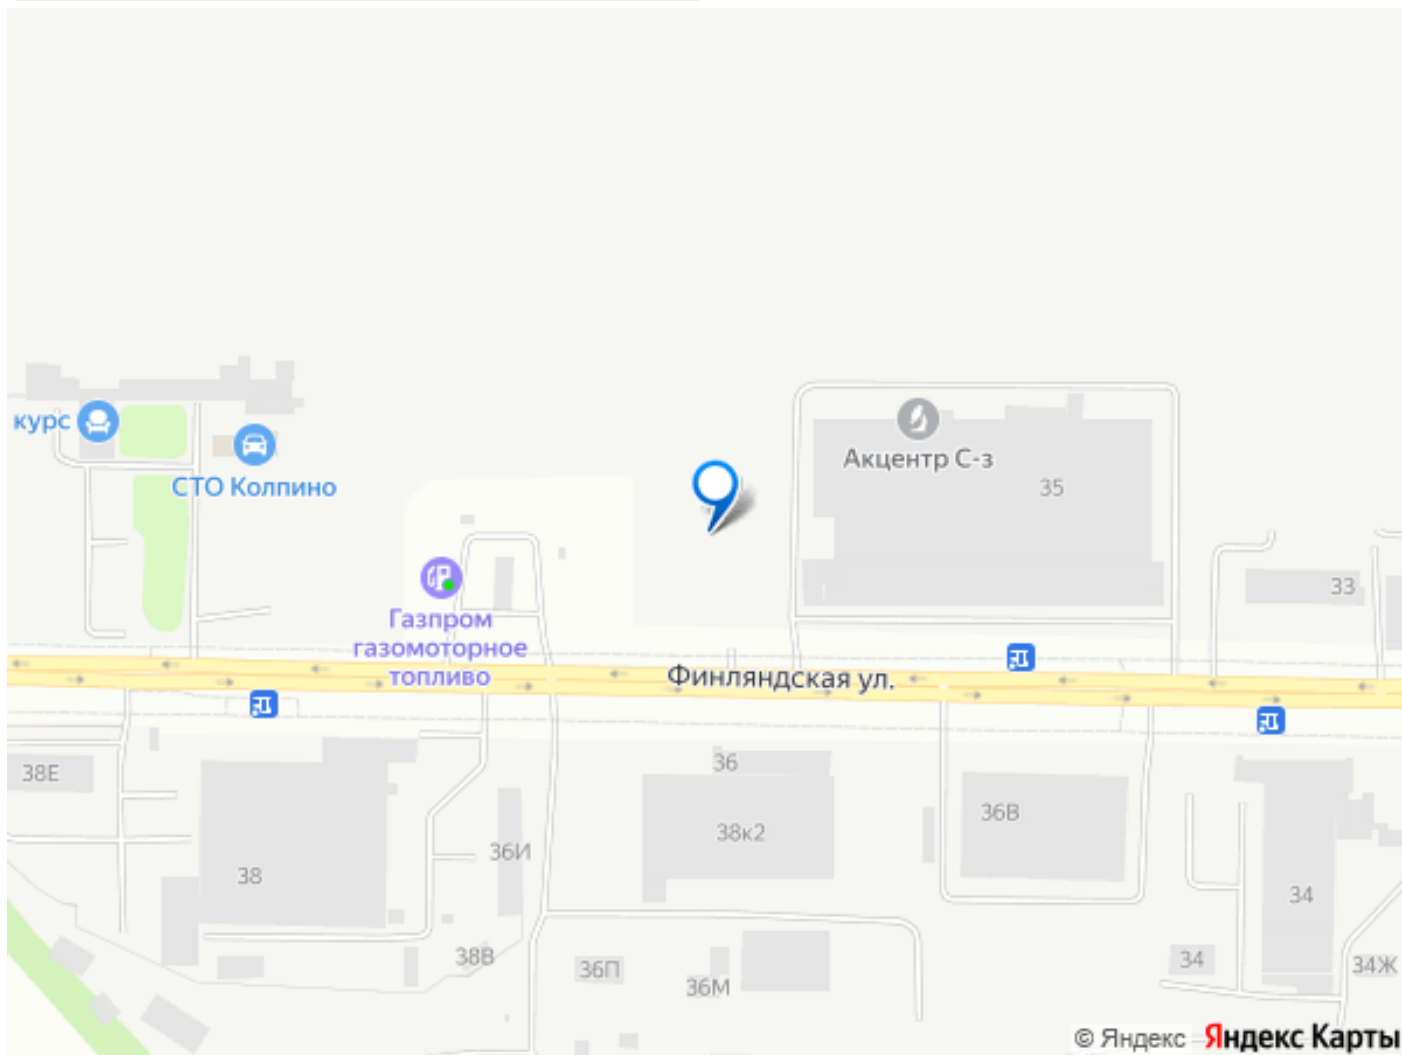 курс
СТО Колпино
Акцентр С-з
35
33
Газпром
газомоторное
топливо
Финляндская ул.
38Е
36
38к2
36В
36И
38
34
38В
36П
36М
34
34Ж
© Яндекс Яндекс Карты